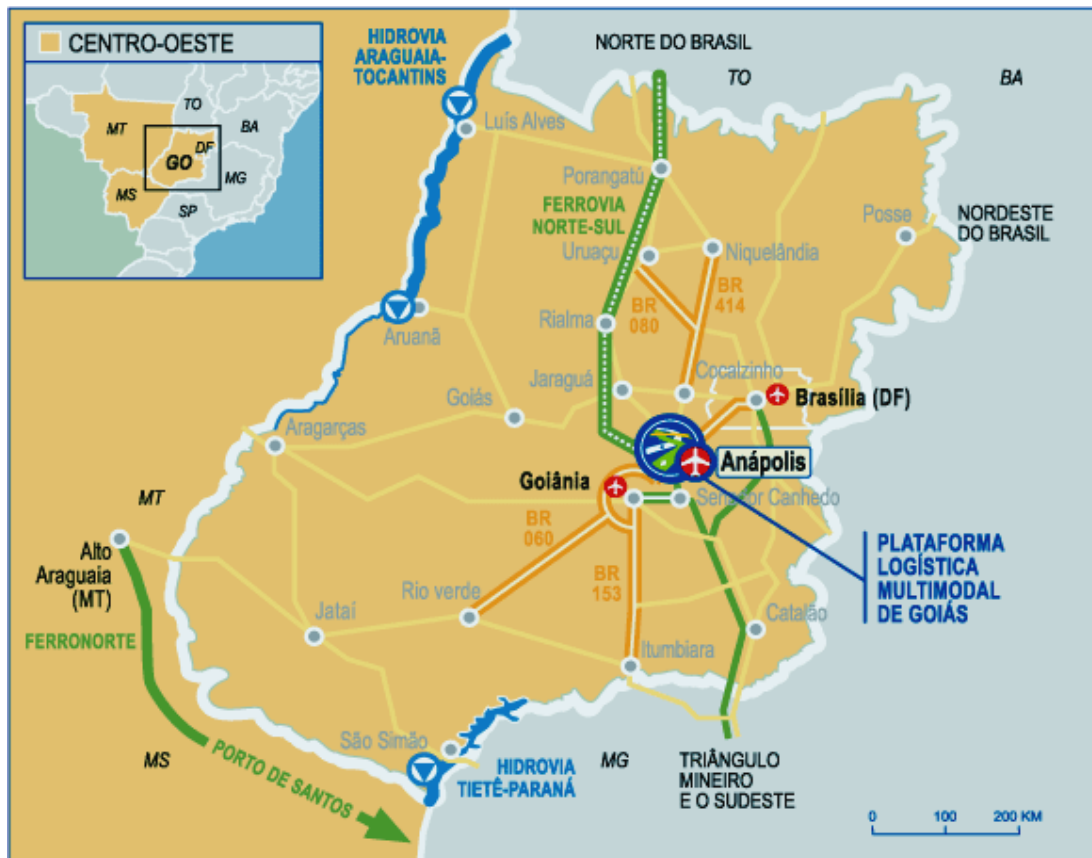 CENTRO-OESTE
TO
MT
BA
DF
GO
MG
MS
SP
HIDROVIA
ARAGUAIA-
TOCANTINS
NORTE DO BRASIL
TO
BA
Luís Alves
Porangatú
FERROVIA
NORTE-SUL
Posse
NORDESTE
DO BRASIL
Uruaçu
Niquelândia
BR
414
BR
080
Rialma
Aruanã
Jaraguá
Cocalzinho
Goiás
Brasília (DF)
Aragarças
Anápolis
Goiânia
Senador Canhedo
MT
BR
060
Alto
Araguaia
(MT)
PLATAFORMA
LOGÍSTICA
MULTIMODAL
DE GOIÁS
BR
153
Rio verde
Jataí
Catalão
FERRONORTE
Itumbiara
São Simão
MS
PORTO DE SANTOS
HIDROVIA
TIETÊ-PARANÁ
MG
TRIÂNGULO
MINEIRO
E O SUDESTE
0 100 200 KM